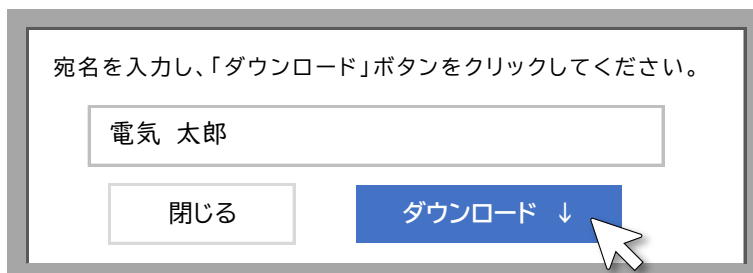 宛名を入力し、「ダウンロード」ボタンをクリックしてください。
電気 太郎
閉じる
ダウンロード ↓